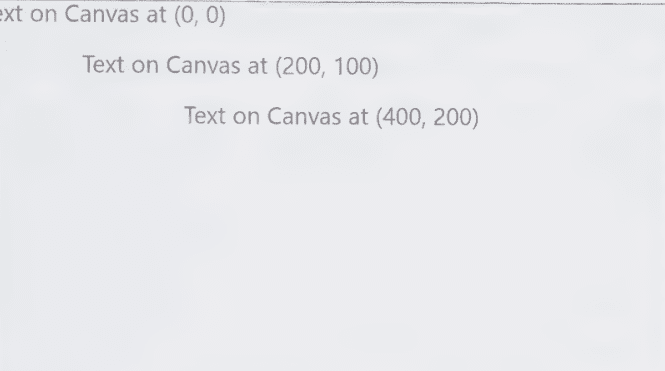 ext on Canvas at (0, 0)
Text on Canvas at (200, 100)
Text on Canvas at (400, 200)